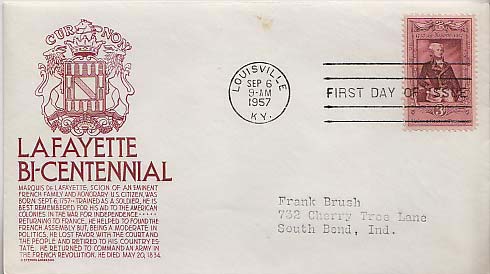 CUR NON
LAFAYETTE
BI-CENTENNIAL
MARQUIS DE LAFAYETTE, SCION OF AN EMINENT
FRENCH FAMILY AND HONORARY U.S. CITIZEN, WAS
BORN SEPT. 6, 1757. TRAINED AS A SOLDIER, HE IS
BEST REMEMBERED FOR HIS AID TO THE AMERICAN
COLONIES IN THE WAR FOR INDEPENDENCE
RETURNING TO FRANCE, HE HELPED TO FOUND THE
FRENCH ASSEMBLY BUT, BEING A MODERATE IN
POLITICS, HE LOST FAVOR WITH THE COURT AND
THE PEOPLE AND RETIRED TO HIS COUNTRY ES-
TATE. HE RETURNED TO COMMAND AN ARMY IN
THE FRENCH REVOLUTION. HE DIED MAY 20, 1834.
LOUISVILLE
SEP 6
9-AM
1957
KY.
FIRST DAY OF ISSUE
3¢
Frank Brush
732 Cherry Tree Lane
South Bend, Ind.